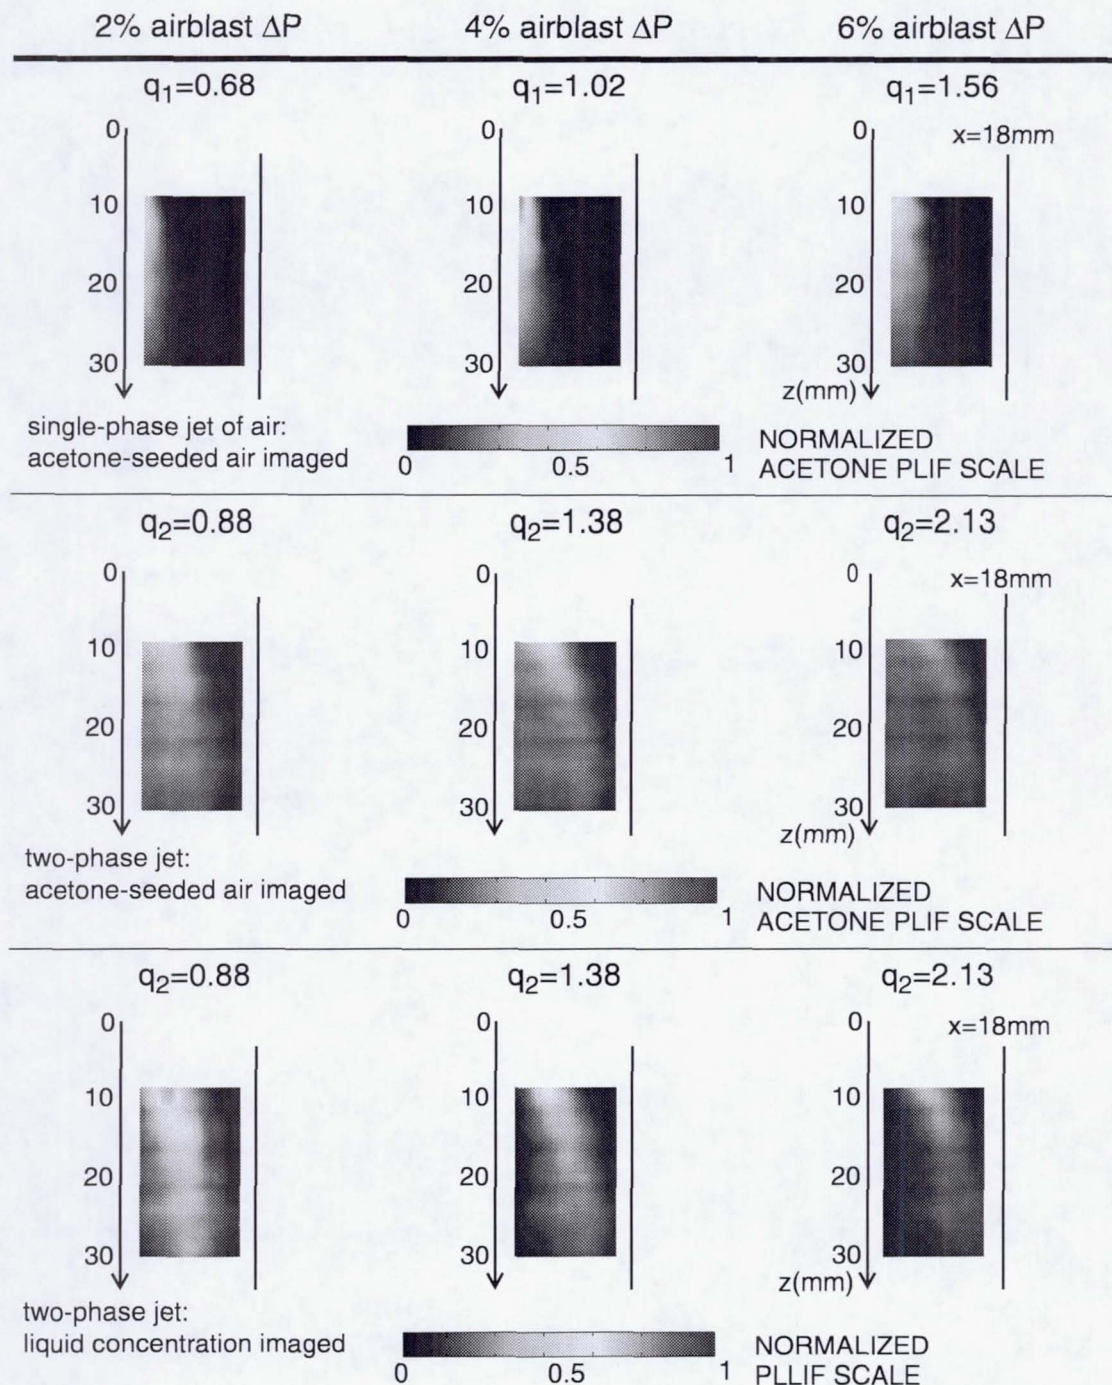 2% airblast ΔP 4% airblast ΔP 6% airblast ΔP
q1=0.68 q1=1.02 q1=1.56
0 0 0 x=18mm
10 10 10
20 20 20
30 30 30
z(mm)
single-phase jet of air:
acetone-seeded air imaged
0 0.5 1
NORMALIZED
ACETONE PLIF SCALE
q2=0.88 q2=1.38 q2=2.13
0 0 0 x=18mm
10 10 10
20 20 20
30 30 30
z(mm)
two-phase jet:
acetone-seeded air imaged
0 0.5 1
NORMALIZED
ACETONE PLIF SCALE
q2=0.88 q2=1.38 q2=2.13
0 0 0 x=18mm
10 10 10
20 20 20
30 30 30
z(mm)
two-phase jet:
liquid concentration imaged
0 0.5 1
NORMALIZED
PLLIF SCALE